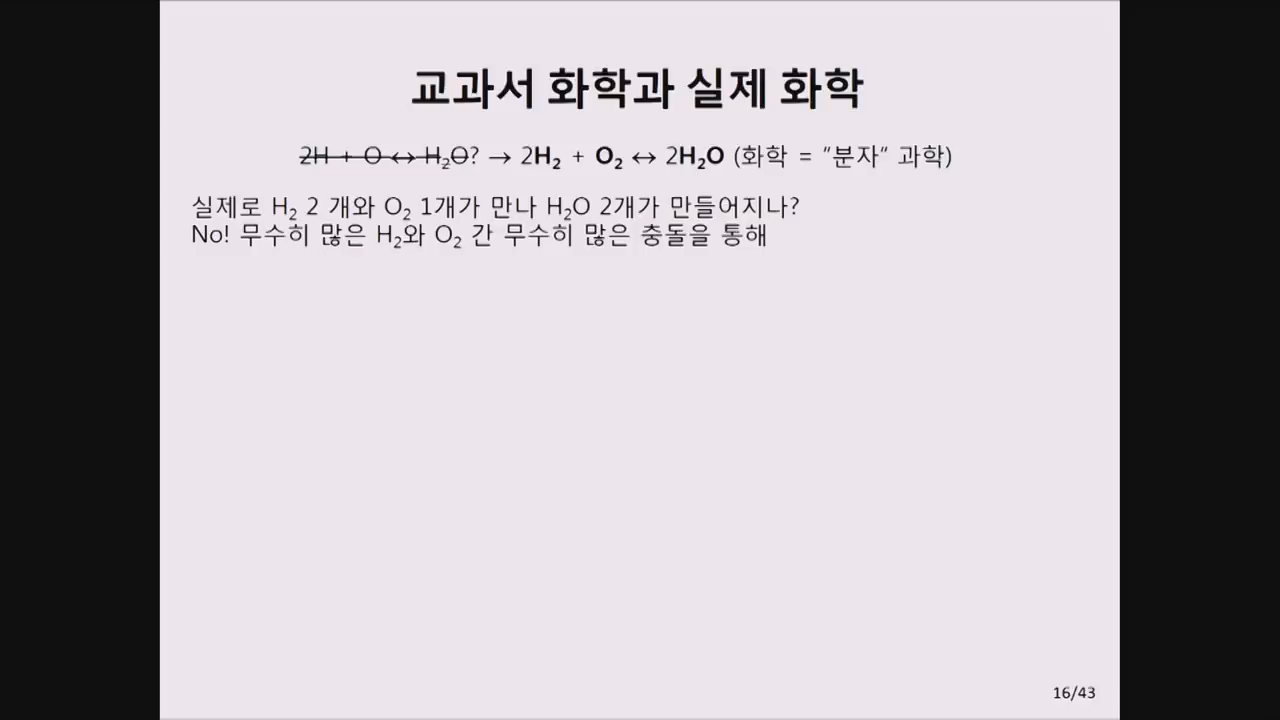 교과서 화학과 실제 화학
2H + O ↔ H₂O? → 2H₂ + O₂ ↔ 2H₂O (화학 = "분자" 과학)
실제로 H₂ 2 개와 O₂ 1개가 만나 H₂O 2개가 만들어지나?
No! 무수히 많은 H₂와 O₂ 간 무수히 많은 충돌을 통해
16/43